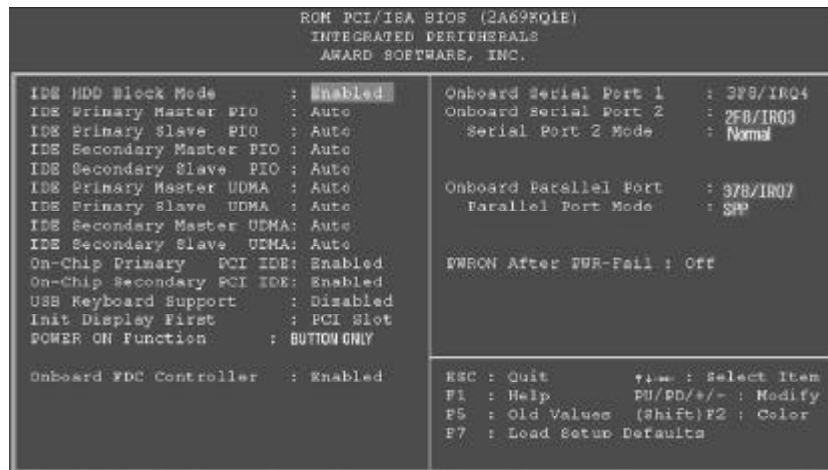 ROM PCI/ISA BIOS (2A69KQ1E)
INTEGRATED PERIPHERALS
AWARD SOFTWARE, INC.
IDE HDD Block Mode : Enabled
IDE Primary Master PIO : Auto
IDE Primary Slave PIO : Auto
IDE Secondary Master PIO : Auto
IDE Secondary Slave PIO : Auto
IDE Primary Master UDMA : Auto
IDE Primary Slave UDMA : Auto
IDE Secondary Master UDMA: Auto
IDE Secondary Slave UDMA: Auto
On-Chip Primary PCI IDE: Enabled
On-Chip Secondary PCI IDE: Enabled
USB Keyboard Support : Disabled
Init Display First : PCI Slot
POWER ON Function : BUTTON ONLY
Onboard FDC Controller : Enabled
Onboard Serial Port 1 : 3F8/IRQ4
Onboard Serial Port 2 : 2F8/IRQ3
Serial Port 2 Mode : Normal
Onboard Parallel Port : 378/IRQ7
Parallel Port Mode : SPP
PWRON After PWR-Fail : Off
ESC : Quit ↑↓→← : Select Item
F1 : Help PU/PD/+/- : Modify
F5 : Old Values (Shift)F2 : Color
F7 : Load Setup Defaults